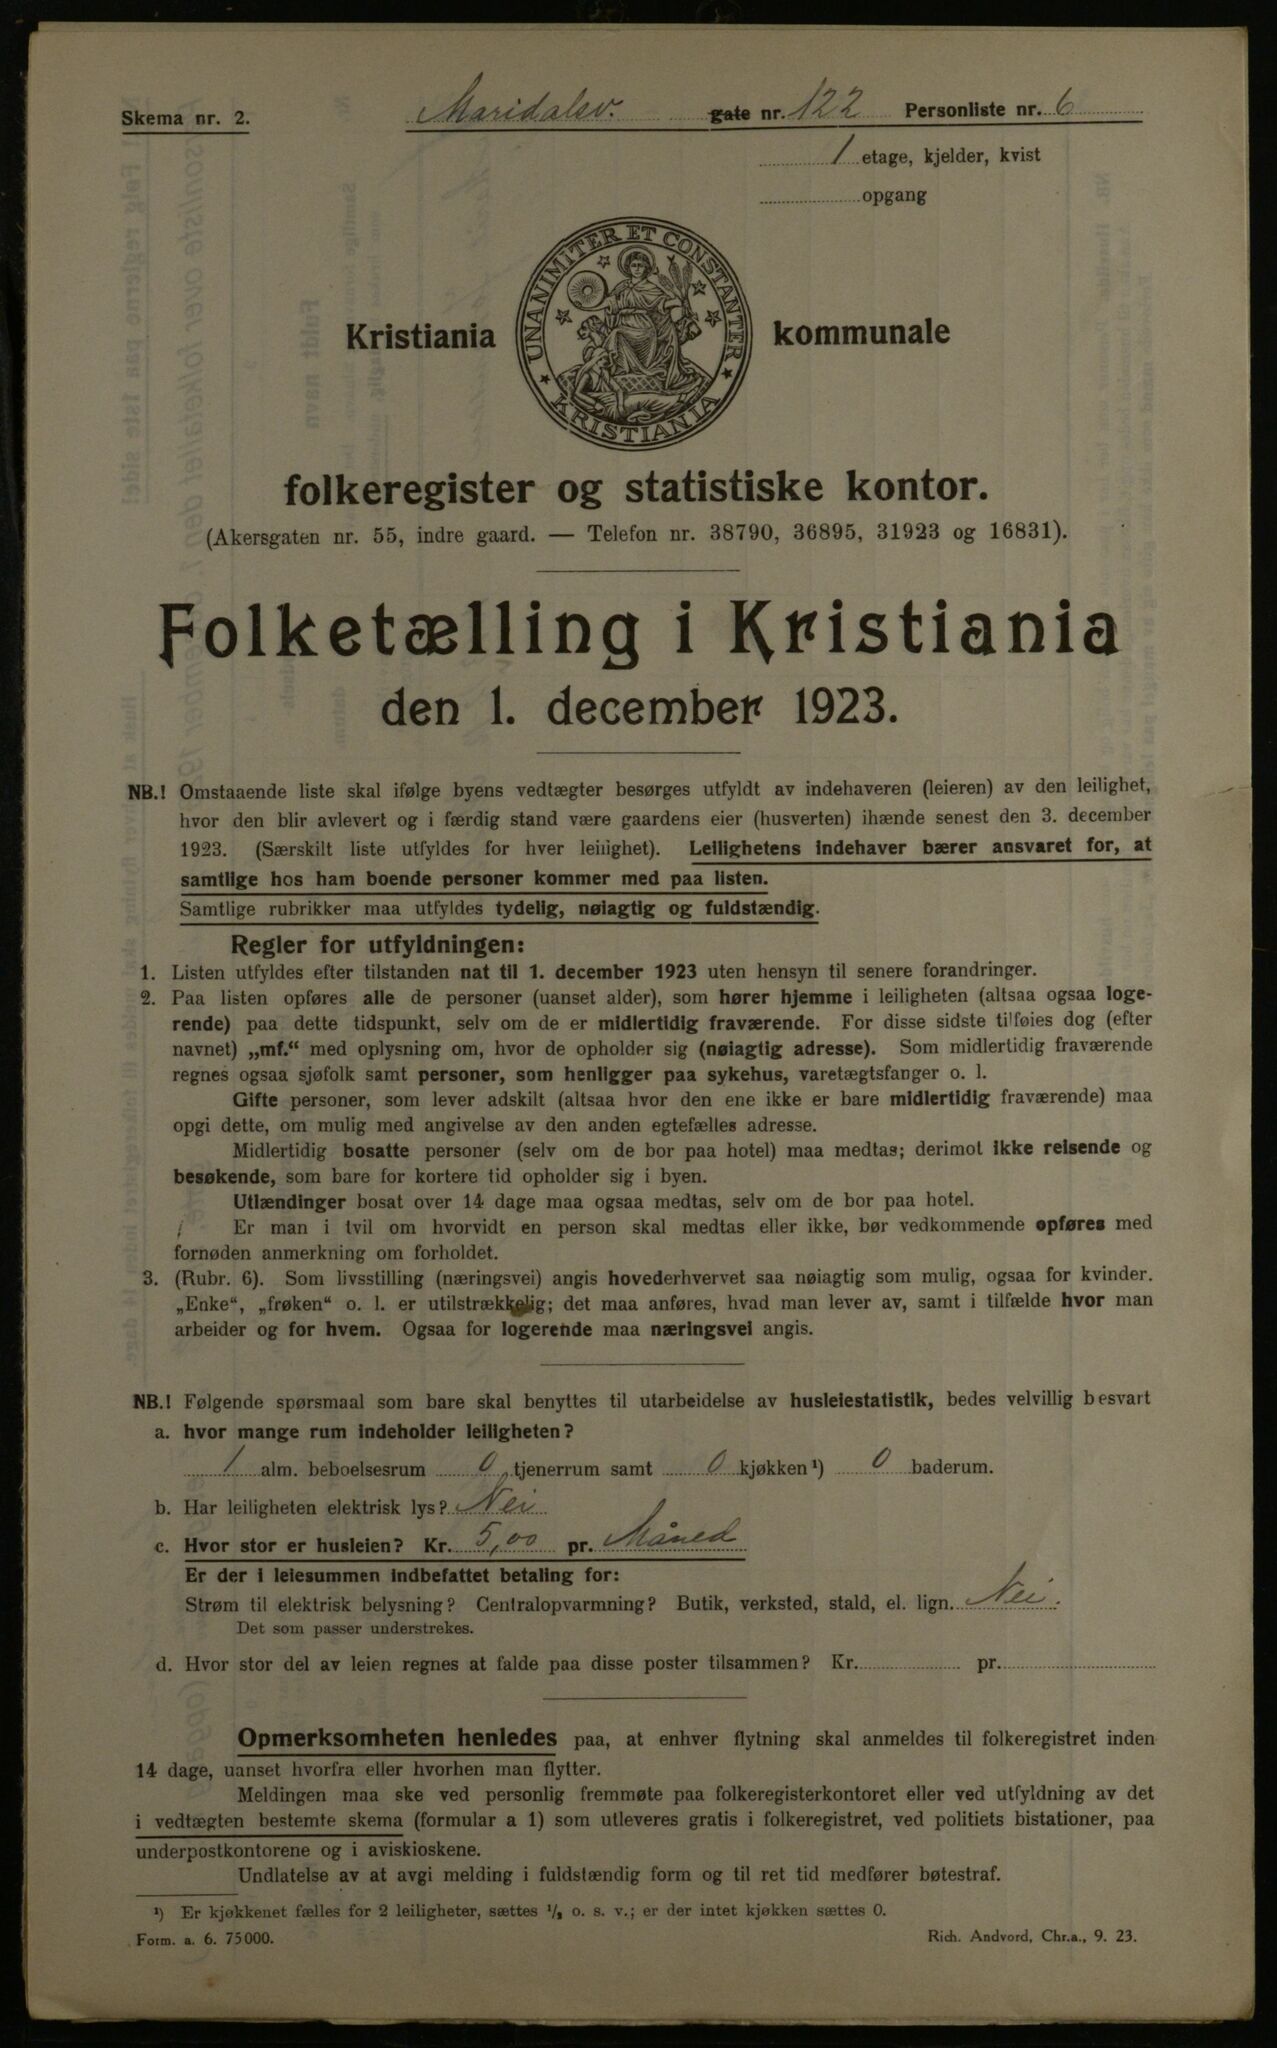 Skema nr. 2.
Maridalsv. gate nr. 122 Personliste nr. 6
1 etage, kjelder, kvist
opgang
UNANIMITER ET CONSTANTER
KRISTIANIA
Kristiania kommunale
folkeregister og statistiske kontor.
(Akersgaten nr. 55, indre gaard. — Telefon nr. 38790, 36895, 31923 og 16831).
Folketælling i Kristiania
den 1. december 1923.
NB.! Omstaaende liste skal ifølge byens vedtægter besørges utfyldt av indehaveren (leieren) av den leilighet,
hvor den blir avlevert og i færdig stand være gaardens eier (husverten) ihænde senest den 3. december
1923. (Særskilt liste utfyldes for hver leilighet). Leilighetens indehaver bærer ansvaret for, at
samtlige hos ham boende personer kommer med paa listen.
Samtlige rubrikker maa utfyldes tydelig, nøiagtig og fuldstændig.
Regler for utfyldningen:
1. Listen utfyldes efter tilstanden nat til 1. december 1923 uten hensyn til senere forandringer.
2. Paa listen opføres alle de personer (uanset alder), som hører hjemme i leiligheten (altsaa ogsaa loge-
rende) paa dette tidspunkt, selv om de er midlertidig fraværende. For disse sidste tilføies dog (efter
navnet) „mf.“ med oplysning om, hvor de opholder sig (nøiagtig adresse). Som midlertidig fraværende
regnes ogsaa sjøfolk samt personer, som henligger paa sykehus, varetægtsfanger o. l.
Gifte personer, som lever adskilt (altsaa hvor den ene ikke er bare midlertidig fraværende) maa
opgi dette, om mulig med angivelse av den anden egtefælles adresse.
Midlertidig bosatte personer (selv om de bor paa hotel) maa medtas; derimot ikke reisende og
besøkende, som bare for kortere tid opholder sig i byen.
Utlændinger bosat over 14 dage maa ogsaa medtas, selv om de bor paa hotel.
Er man i tvil om hvorvidt en person skal medtas eller ikke, bør vedkommende opføres med
fornøden anmerkning om forholdet.
3. (Rubr. 6). Som livsstilling (næringsvei) angis hovederhvervet saa nøiagtig som mulig, ogsaa for kvinder.
„Enke“, „frøken“ o. l. er utilstrækkelig; det maa anføres, hvad man lever av, samt i tilfælde hvor man
arbeider og for hvem. Ogsaa for logerende maa næringsvei angis.
NB.! Følgende spørsmaal som bare skal benyttes til utarbeidelse av husleiestatistik, bedes velvillig besvart
a. hvor mange rum indeholder leiligheten?
1 alm. beboelsesrum 0 tjenerrum samt 0 kjøkken¹) 0 baderum.
b. Har leiligheten elektrisk lys? Nei
c. Hvor stor er husleien? Kr. 5,00 pr. Måned
Er der i leiesummen indbefattet betaling for:
Strøm til elektrisk belysning? Centralopvarmning? Butik, verksted, stald, el. lign. Nei.
Det som passer understrekes.
d. Hvor stor del av leien regnes at falde paa disse poster tilsammen? Kr. pr.
Opmerksomheten henledes paa, at enhver flytning skal anmeldes til folkeregistret inden
14 dage, uanset hvorfra eller hvorhen man flytter.
Meldingen maa ske ved personlig fremmøte paa folkeregisterkontoret eller ved utfyldning av det
i vedtægten bestemte skema (formular a 1) som utleveres gratis i folkeregistret, ved politiets bistationer, paa
underpostkontorene og i aviskioskene.
Undlatelse av at avgi melding i fuldstændig form og til ret tid medfører bøtestraf.
¹) Er kjøkkenet fælles for 2 leiligheter, sættes ½ o. s. v.; er der intet kjøkken sættes 0.
Form. a. 6. 75000.
Rich. Andvord, Chr.a., 9. 23.